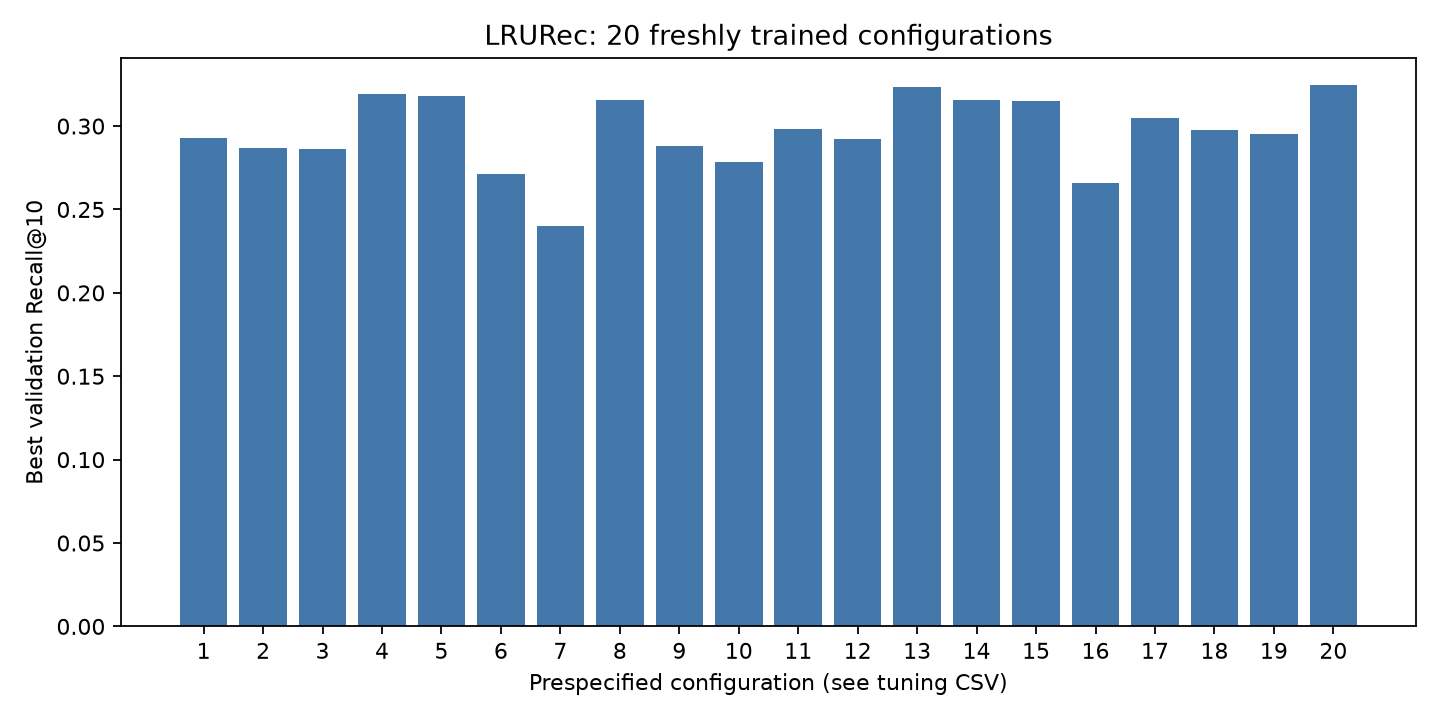 LRURec: 20 freshly trained configurations
Best validation Recall@10
0.30
0.25
0.20
0.15
0.10
0.05
0.00
1 2 3 4 5 6 7 8 9 10 11 12 13 14 15 16 17 18 19 20
Prespecified configuration (see tuning CSV)